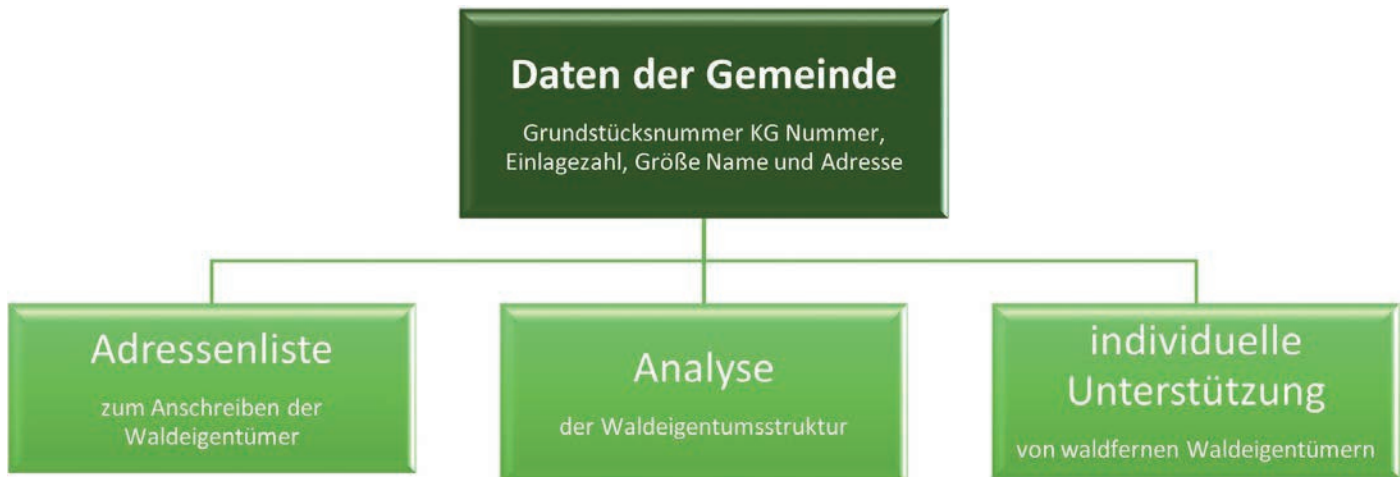 Daten der Gemeinde
Grundstücksnummer KG Nummer,
Einlagezahl, Größe Name und Adresse
Adressenliste
zum Anschreiben der
Waldeigentümer
Analyse
der Waldeigentumsstruktur
individuelle
Unterstützung
von waldfernen Waldeigentümern